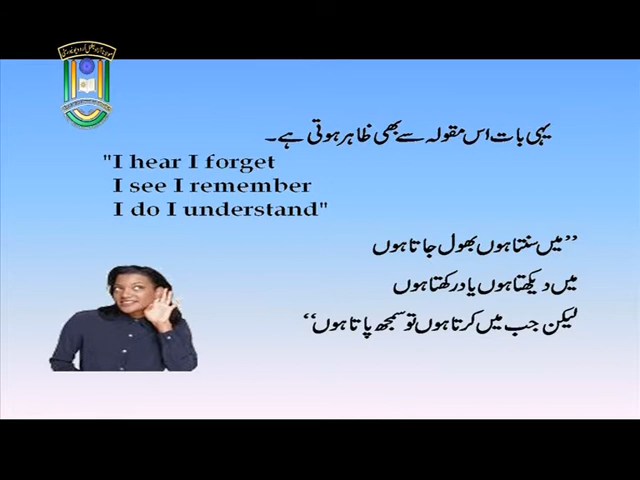 یہی بات اس مقولہ سے بھی ظاہر ہوتی ہے۔
"I hear I forget
I see I remember
I do I understand"
”میں سنتا ہوں بھول جاتا ہوں
میں دیکھتا ہوں یاد رکھتا ہوں
لیکن جب میں کرتا ہوں تو سمجھ پاتا ہوں“